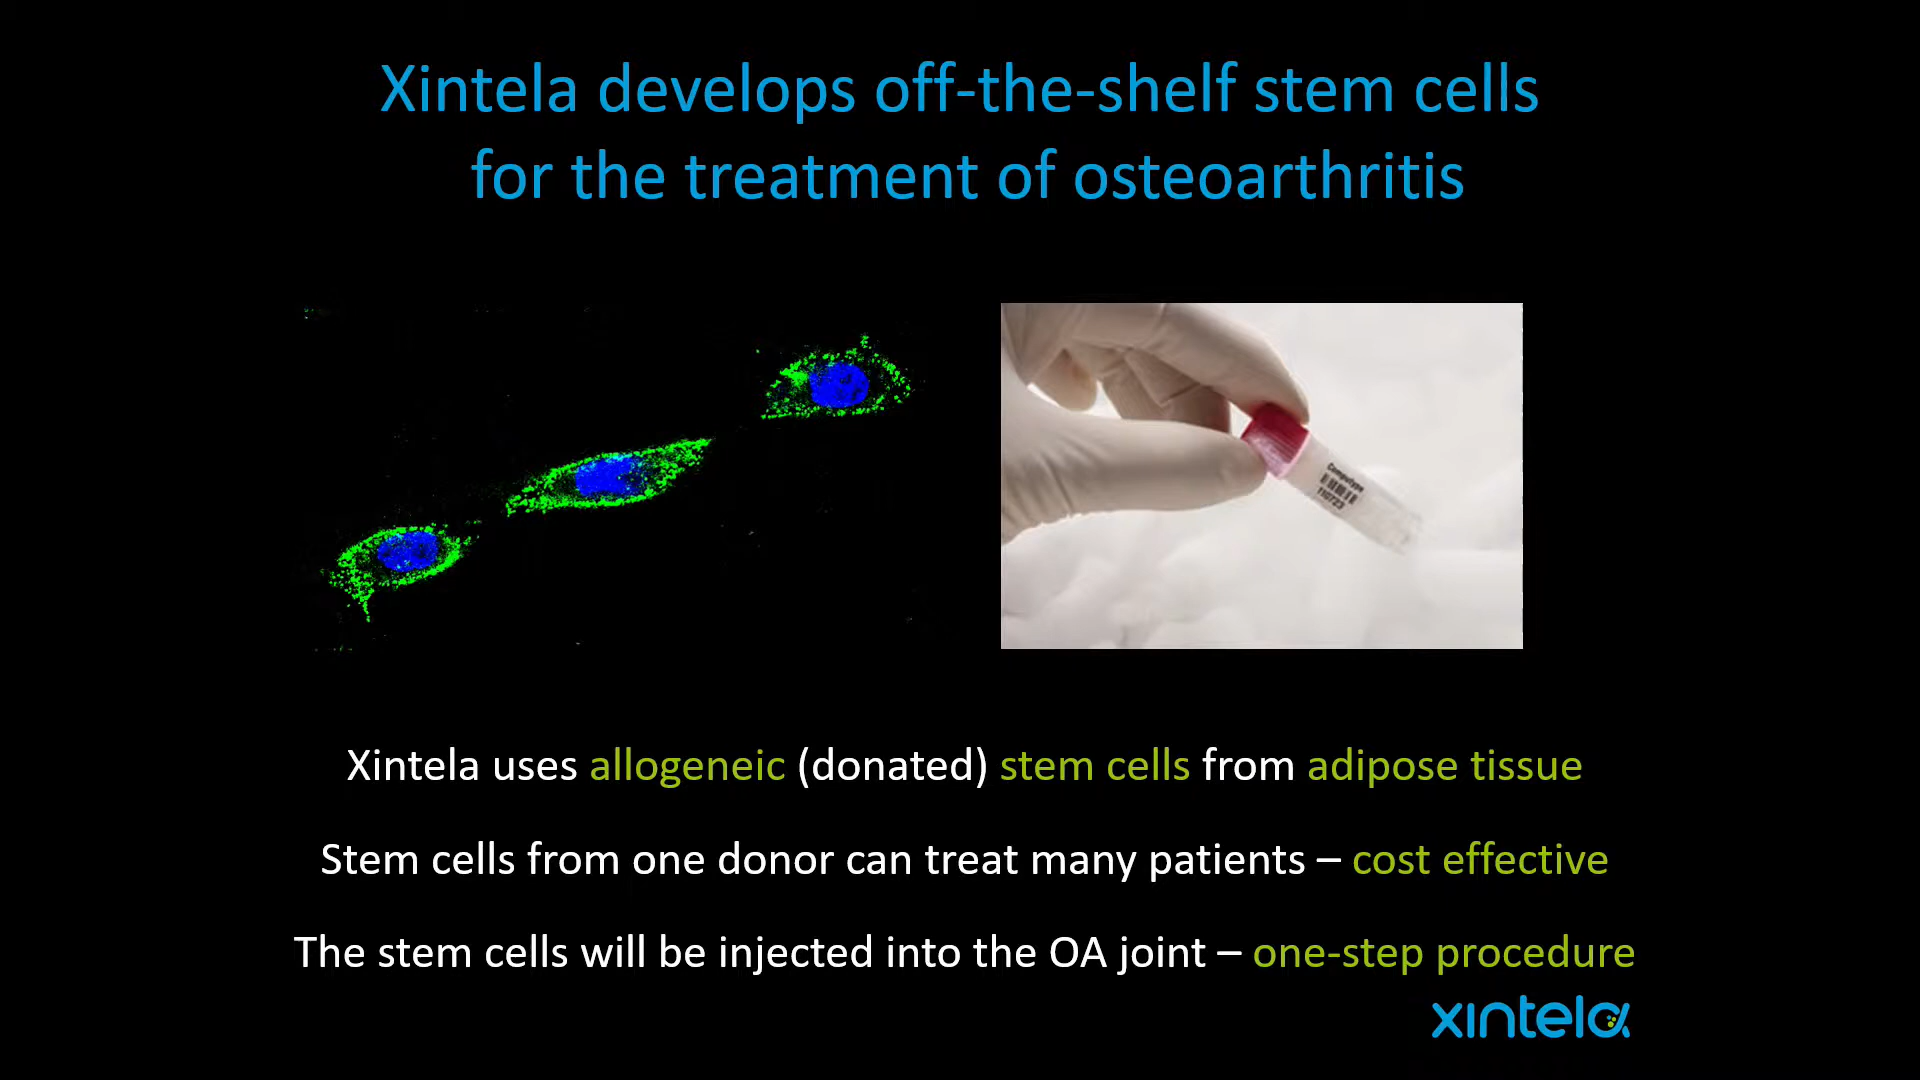 Xintela develops off-the-shelf stem cells
for the treatment of osteoarthritis
Computype
110723
Xintela uses allogeneic (donated) stem cells from adipose tissue
Stem cells from one donor can treat many patients – cost effective
The stem cells will be injected into the OA joint – one-step procedure
xintela